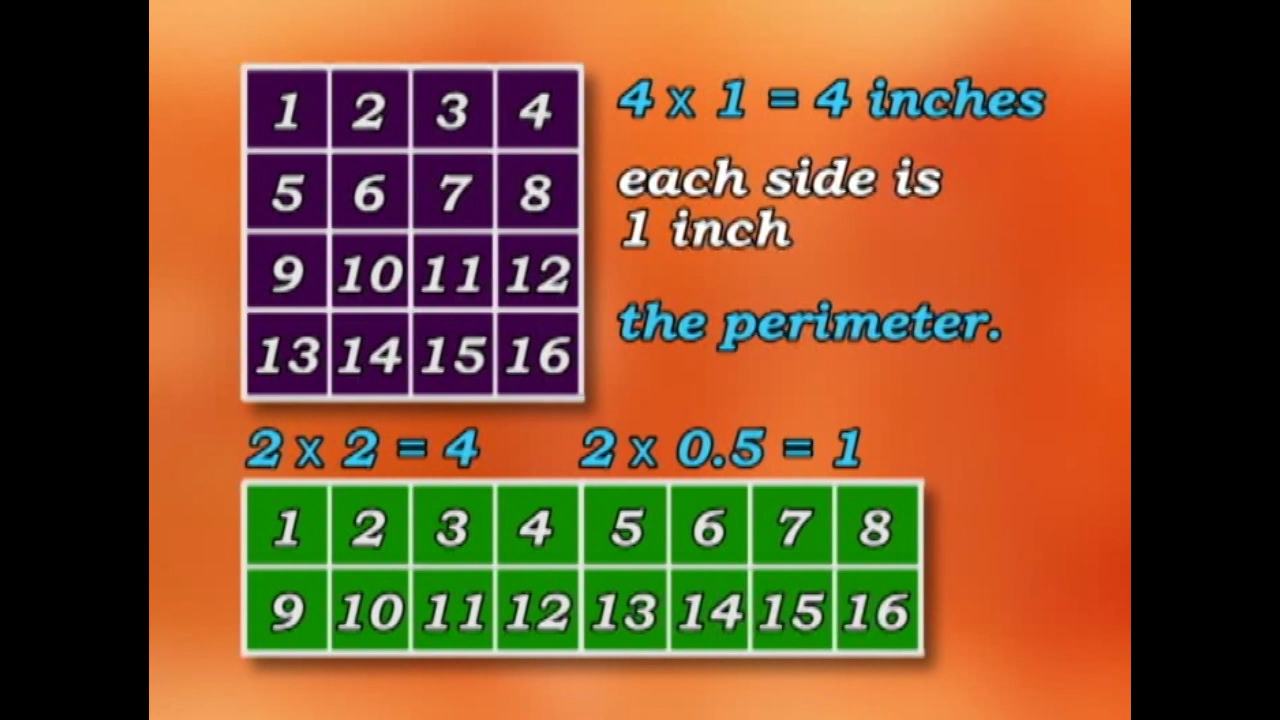 1 2 3 4
5 6 7 8
9 10 11 12
13 14 15 16
4 x 1 = 4 inches
each side is
1 inch
the perimeter.
2 x 2 = 4
2 x 0.5 = 1
1 2 3 4 5 6 7 8
9 10 11 12 13 14 15 16